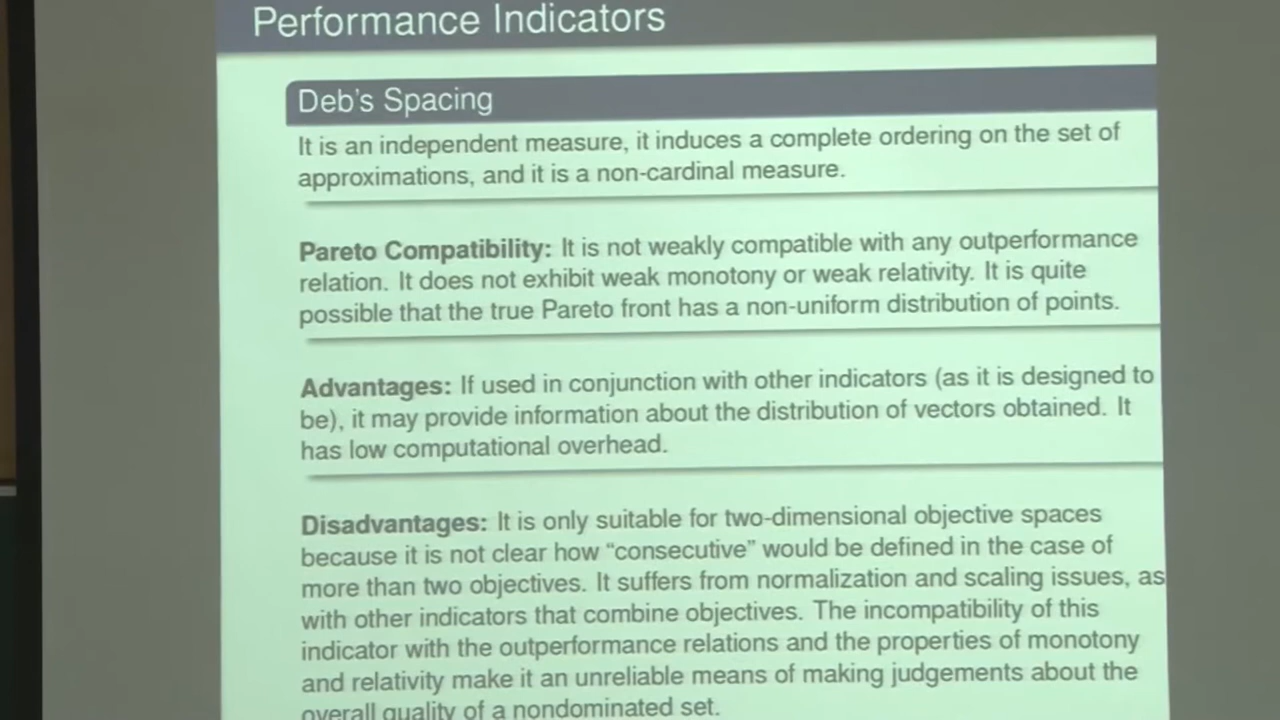 Performance Indicators
Deb's Spacing
It is an independent measure, it induces a complete ordering on the set of
approximations, and it is a non-cardinal measure.
Pareto Compatibility: It is not weakly compatible with any outperformance
relation. It does not exhibit weak monotony or weak relativity. It is quite
possible that the true Pareto front has a non-uniform distribution of points.
Advantages: If used in conjunction with other indicators (as it is designed to
be), it may provide information about the distribution of vectors obtained. It
has low computational overhead.
Disadvantages: It is only suitable for two-dimensional objective spaces
because it is not clear how “consecutive” would be defined in the case of
more than two objectives. It suffers from normalization and scaling issues, as
with other indicators that combine objectives. The incompatibility of this
indicator with the outperformance relations and the properties of monotony
and relativity make it an unreliable means of making judgements about the
overall quality of a nondominated set.